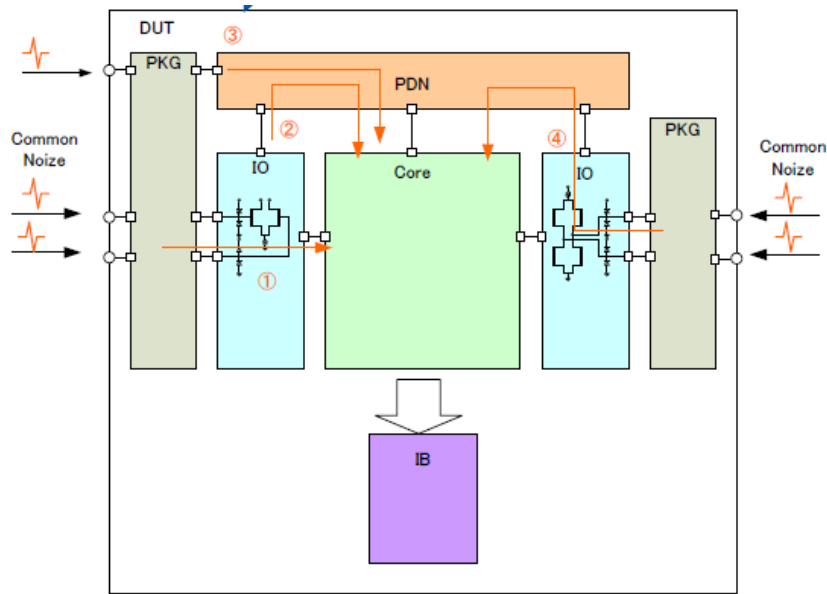 DUT
③
PKG
PDN
②
④
PKG
Common
Noize
IO
Core
IO
Common
Noize
①
IB